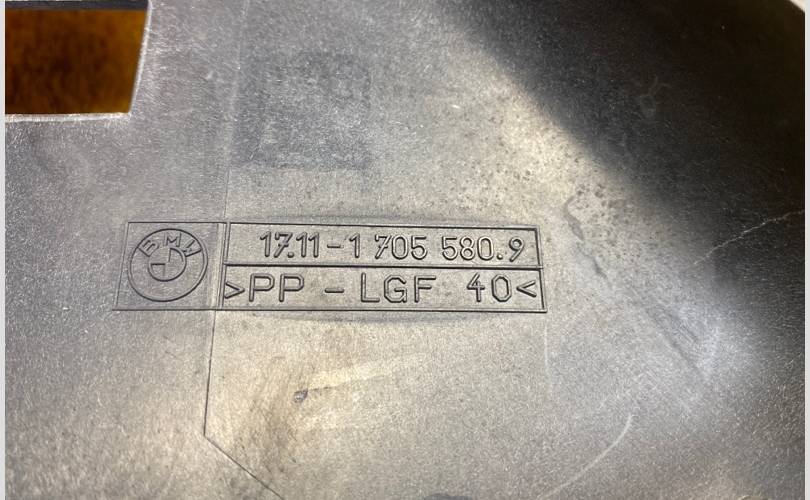 BMW
17.11-1 705 580.9
>PP - LGF 40<